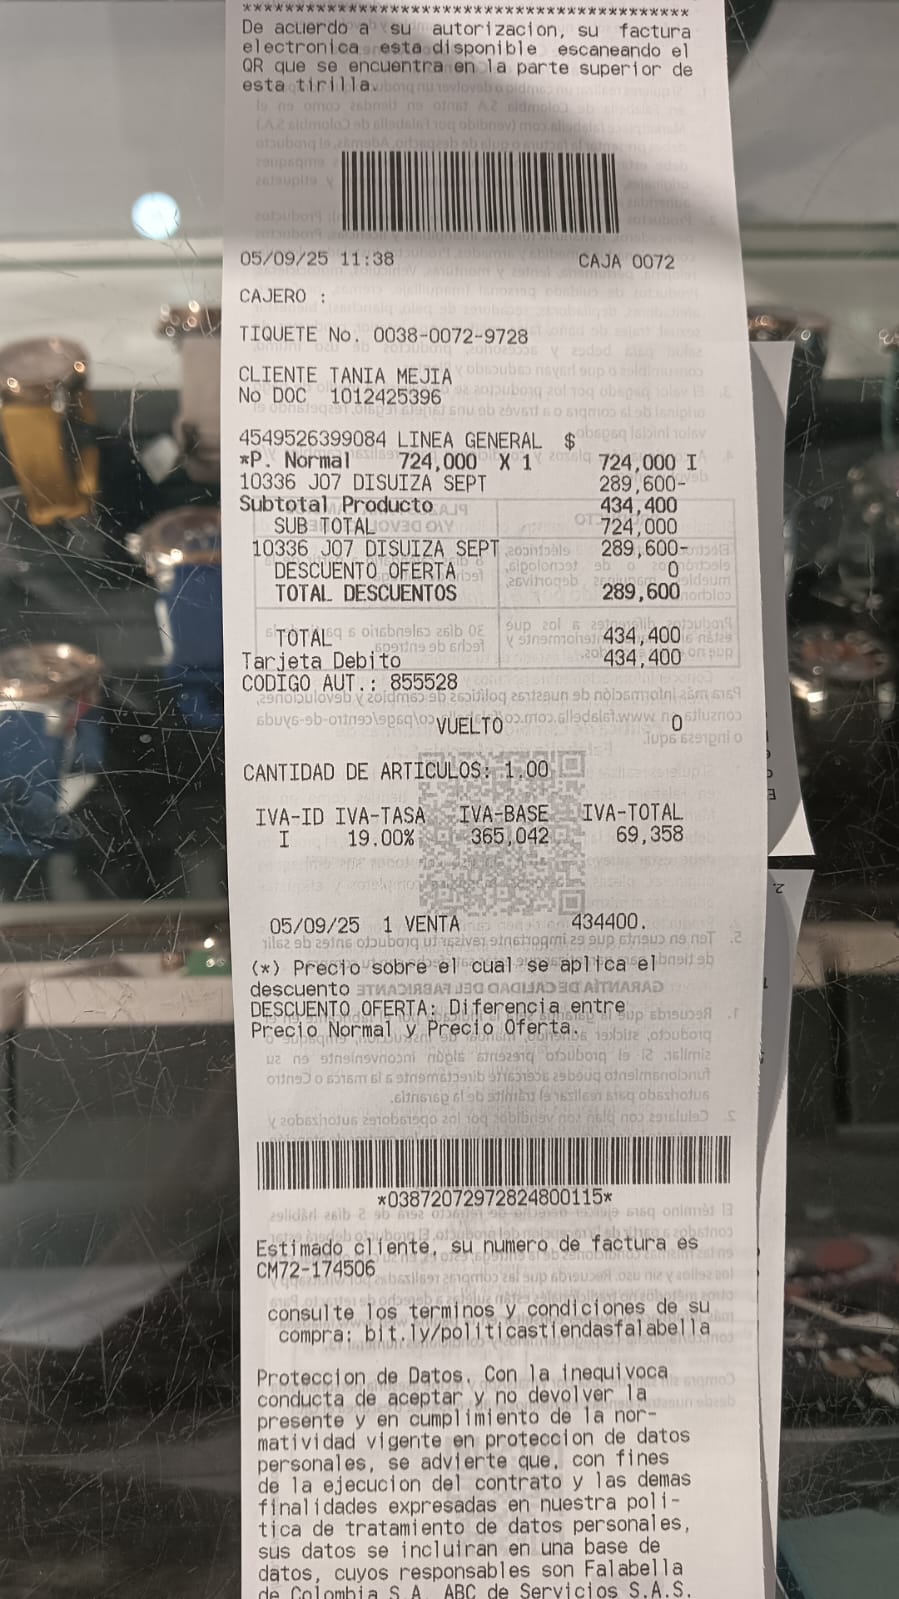 ******************************************
De acuerdo a su autorizacion, su factura
electronica esta disponible escaneando el
QR que se encuentra en la parte superior de
esta tirilla.
05/09/25 11:38 CAJA 0072
CAJERO :
TIQUETE No. 0038-0072-9728
CLIENTE TANIA MEJIA
No DOC 1012425396
4549526399084 LINEA GENERAL $
*P. Normal 724,000 X 1 724,000 I
10336 J07 DISUIZA SEPT 289,600-
Subtotal Producto 434,400
SUB TOTAL 724,000
10336 J07 DISUIZA SEPT 289,600-
DESCUENTO OFERTA 0
TOTAL DESCUENTOS 289,600
TOTAL 434,400
Tarjeta Debito 434,400
CODIGO AUT.: 855528
VUELTO 0
CANTIDAD DE ARTICULOS: 1.00
IVA-ID IVA-TASA IVA-BASE IVA-TOTAL
I 19.00% 365,042 69,358
05/09/25 1 VENTA 434400.
(*) Precio sobre el cual se aplica el
descuento
DESCUENTO OFERTA: Diferencia entre
Precio Normal y Precio Oferta.
*03872072972824800115*
Estimado cliente, su numero de factura es
CM72-174506
consulte los terminos y condiciones de su
compra: bit.ly/politicastiendasfalabella
Proteccion de Datos. Con la inequivoca
conducta de aceptar y no devolver la
presente y en cumplimiento de la nor-
matividad vigente en proteccion de datos
personales, se advierte que, con fines
de la ejecucion del contrato y las demas
finalidades expresadas en nuestra poli-
tica de tratamiento de datos personales,
sus datos se incluiran en una base de
datos, cuyos responsables son Falabella
de Colombia S.A. ABC de Servicios S.A.S.